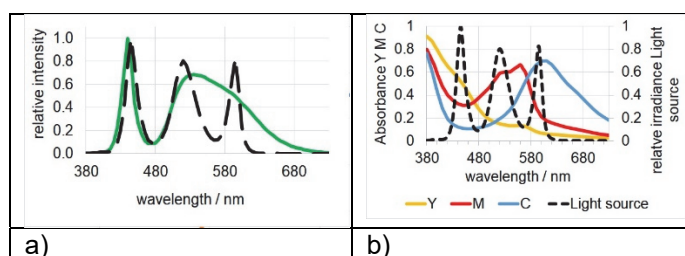 relative intensity
1.0
0.8
0.6
0.4
0.2
0.0
380 480 580 680
wavelength / nm
a)
Absorbance Y M C
1
0.8
0.6
0.4
0.2
0
1
0.8
0.6
0.4
0.2
0
relative irradiance Light
source
380 480 580 680
wavelength / nm
Y M C Light source
b)